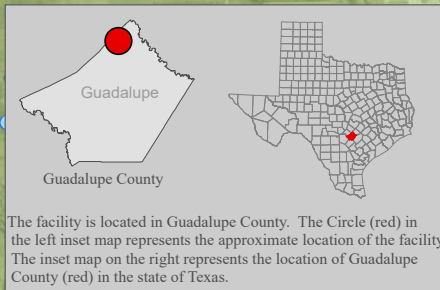 Guadalupe
Guadalupe County
The facility is located in Guadalupe County. The Circle (red) in
the left inset map represents the approximate location of the facility
The inset map on the right represents the location of Guadalupe
County (red) in the state of Texas.